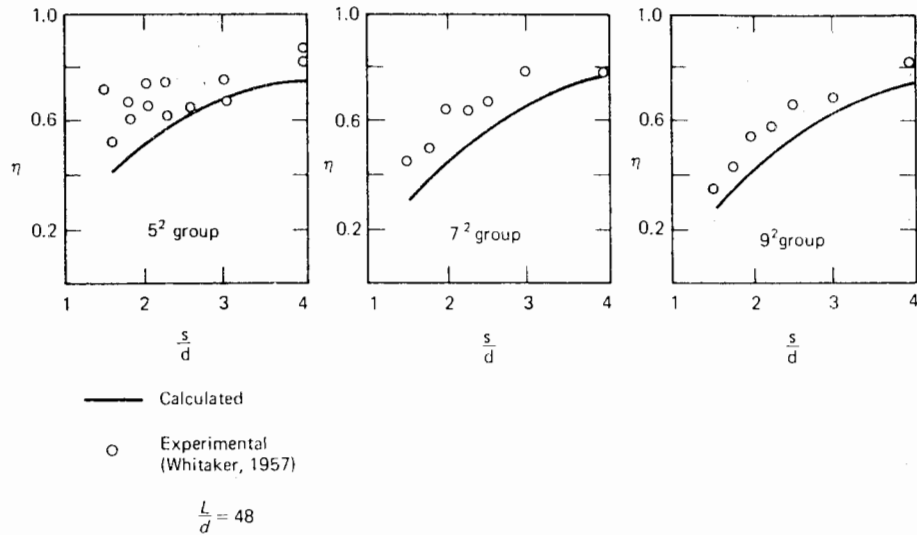 1.0
0.6
η
0.2
5² group
1 2 3 4
s/d
1.0
0.6
η
0.2
7² group
1 2 3 4
s/d
1.0
0.6
η
0.2
9² group
1 2 3 4
s/d
Calculated
Experimental
(Whitaker, 1957)
L/d = 48